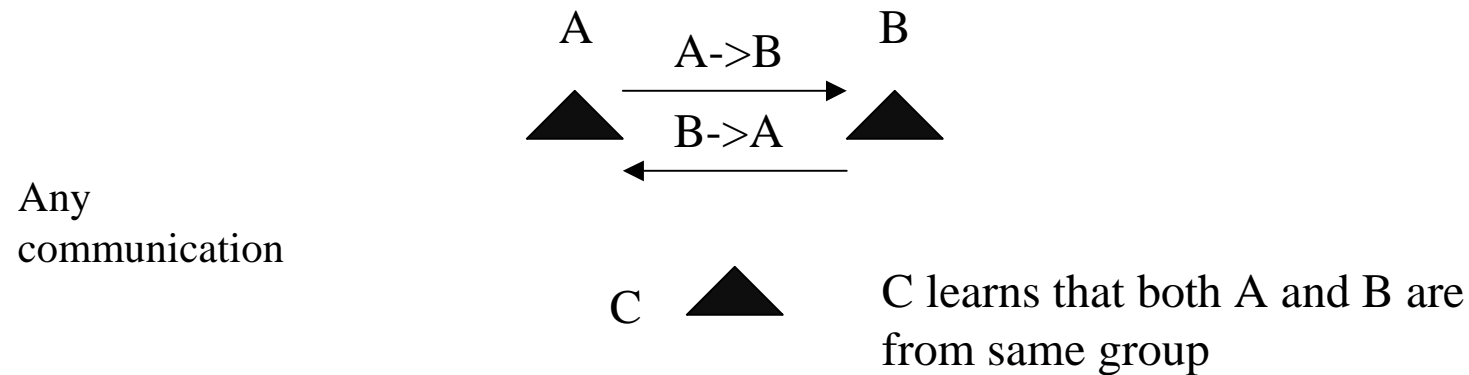 A
B
A->B
B->A
Any
communication
C
C learns that both A and B are
from same group